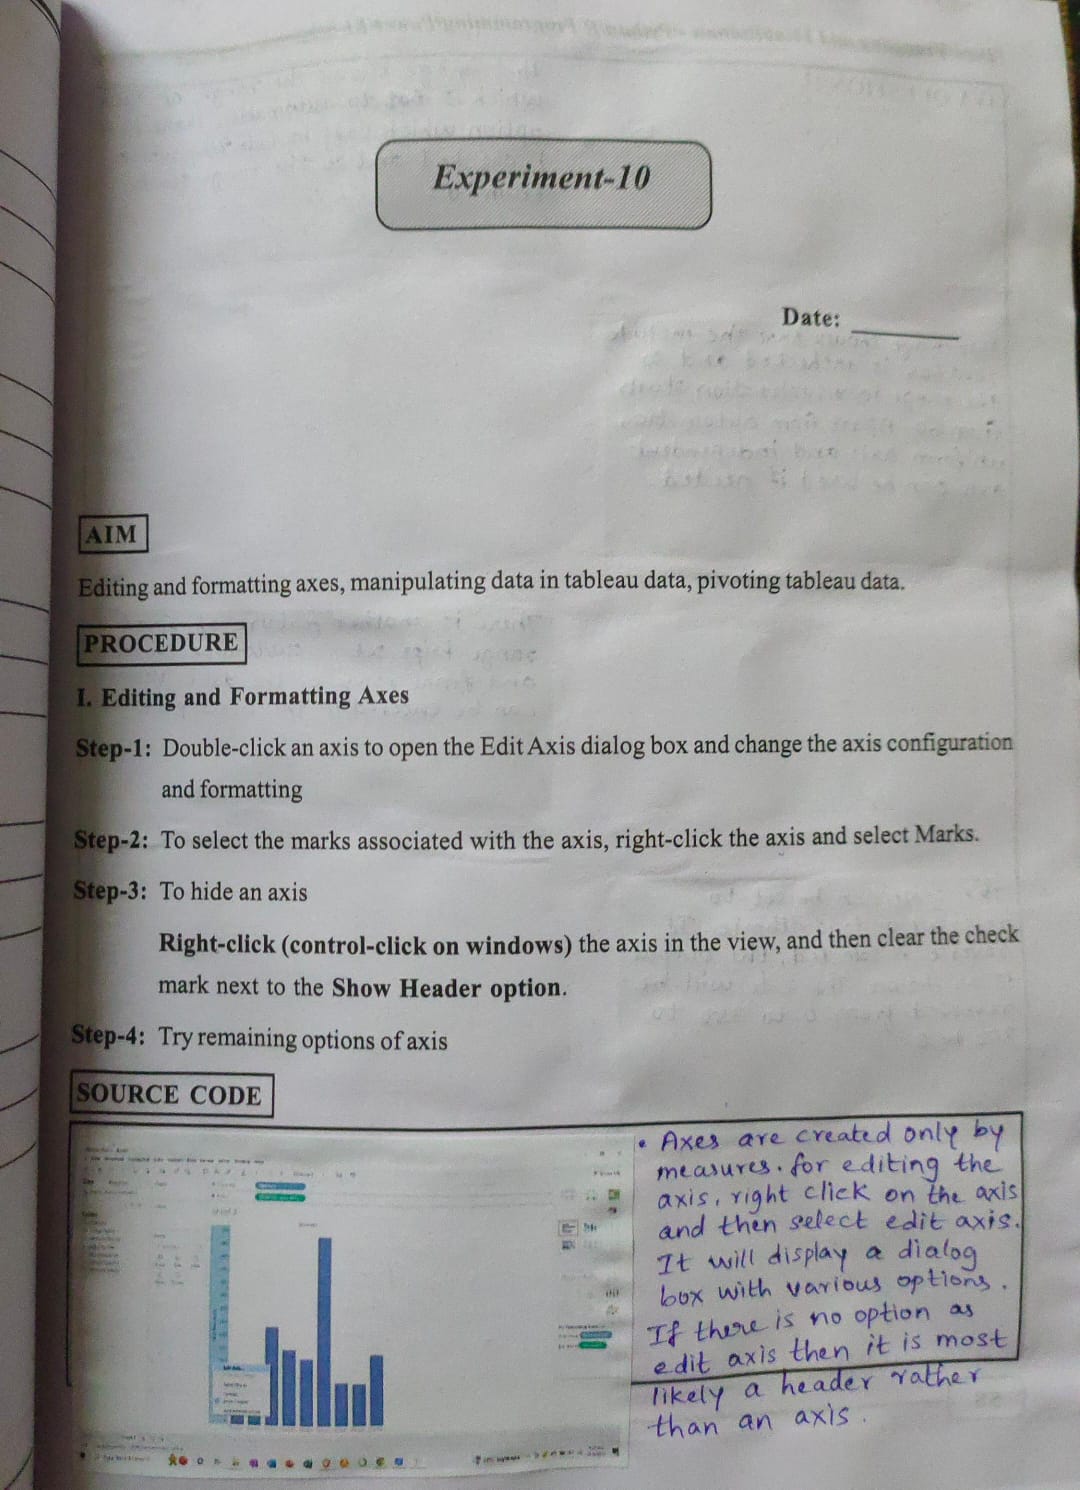 Experiment-10
Date:
AIM
Editing and formatting axes, manipulating data in tableau data, pivoting tableau data.
PROCEDURE
I. Editing and Formatting Axes
Step-1: Double-click an axis to open the Edit Axis dialog box and change the axis configuration
and formatting
Step-2: To select the marks associated with the axis, right-click the axis and select Marks.
Step-3: To hide an axis
Right-click (control-click on windows) the axis in the view, and then clear the check
mark next to the Show Header option.
Step-4: Try remaining options of axis
SOURCE CODE
• Axes are created only by
measures. for editing the
axis, right click on the axis
and then select edit axis.
It will display a dialog
box with various options.
If there is no option as
edit axis then it is most
likely a header rather
than an axis.